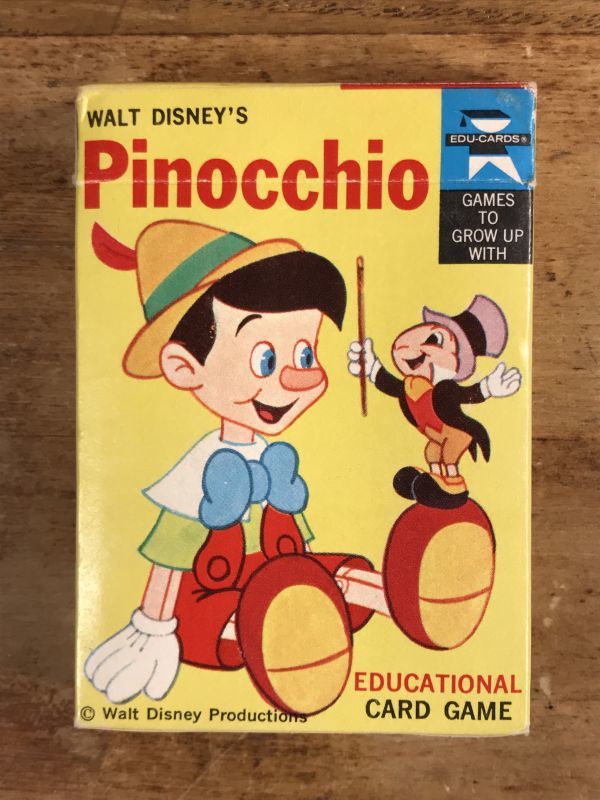 WALT DISNEY'S
Pinocchio
EDU-CARDS®
GAMES
TO
GROW UP
WITH
EDUCATIONAL
CARD GAME
© Walt Disney Productions